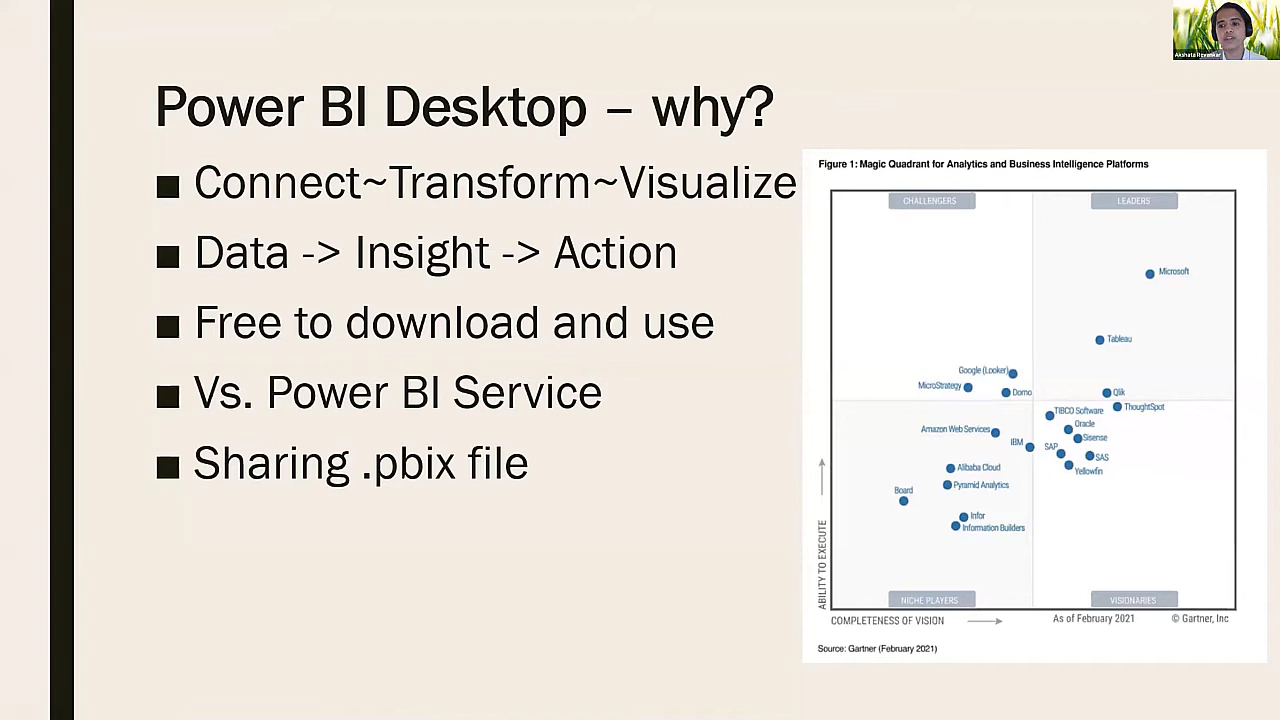 Akshata Revankar
Power BI Desktop – why?
■ Connect~Transform~Visualize
■ Data -> Insight -> Action
■ Free to download and use
■ Vs. Power BI Service
■ Sharing .pbix file
Figure 1: Magic Quadrant for Analytics and Business Intelligence Platforms
CHALLENGERS
LEADERS
Microsoft
Tableau
Google (Looker)
MicroStrategy
Domo
Qlik
ThoughtSpot
TIBCO Software
Oracle
Amazon Web Services
Sisense
IBM
SAP
SAS
Alibaba Cloud
Yellowfin
Pyramid Analytics
Board
Infor
Information Builders
ABILITY TO EXECUTE
NICHE PLAYERS
VISIONARIES
COMPLETENESS OF VISION
As of February 2021
© Gartner, Inc
Source: Gartner (February 2021)